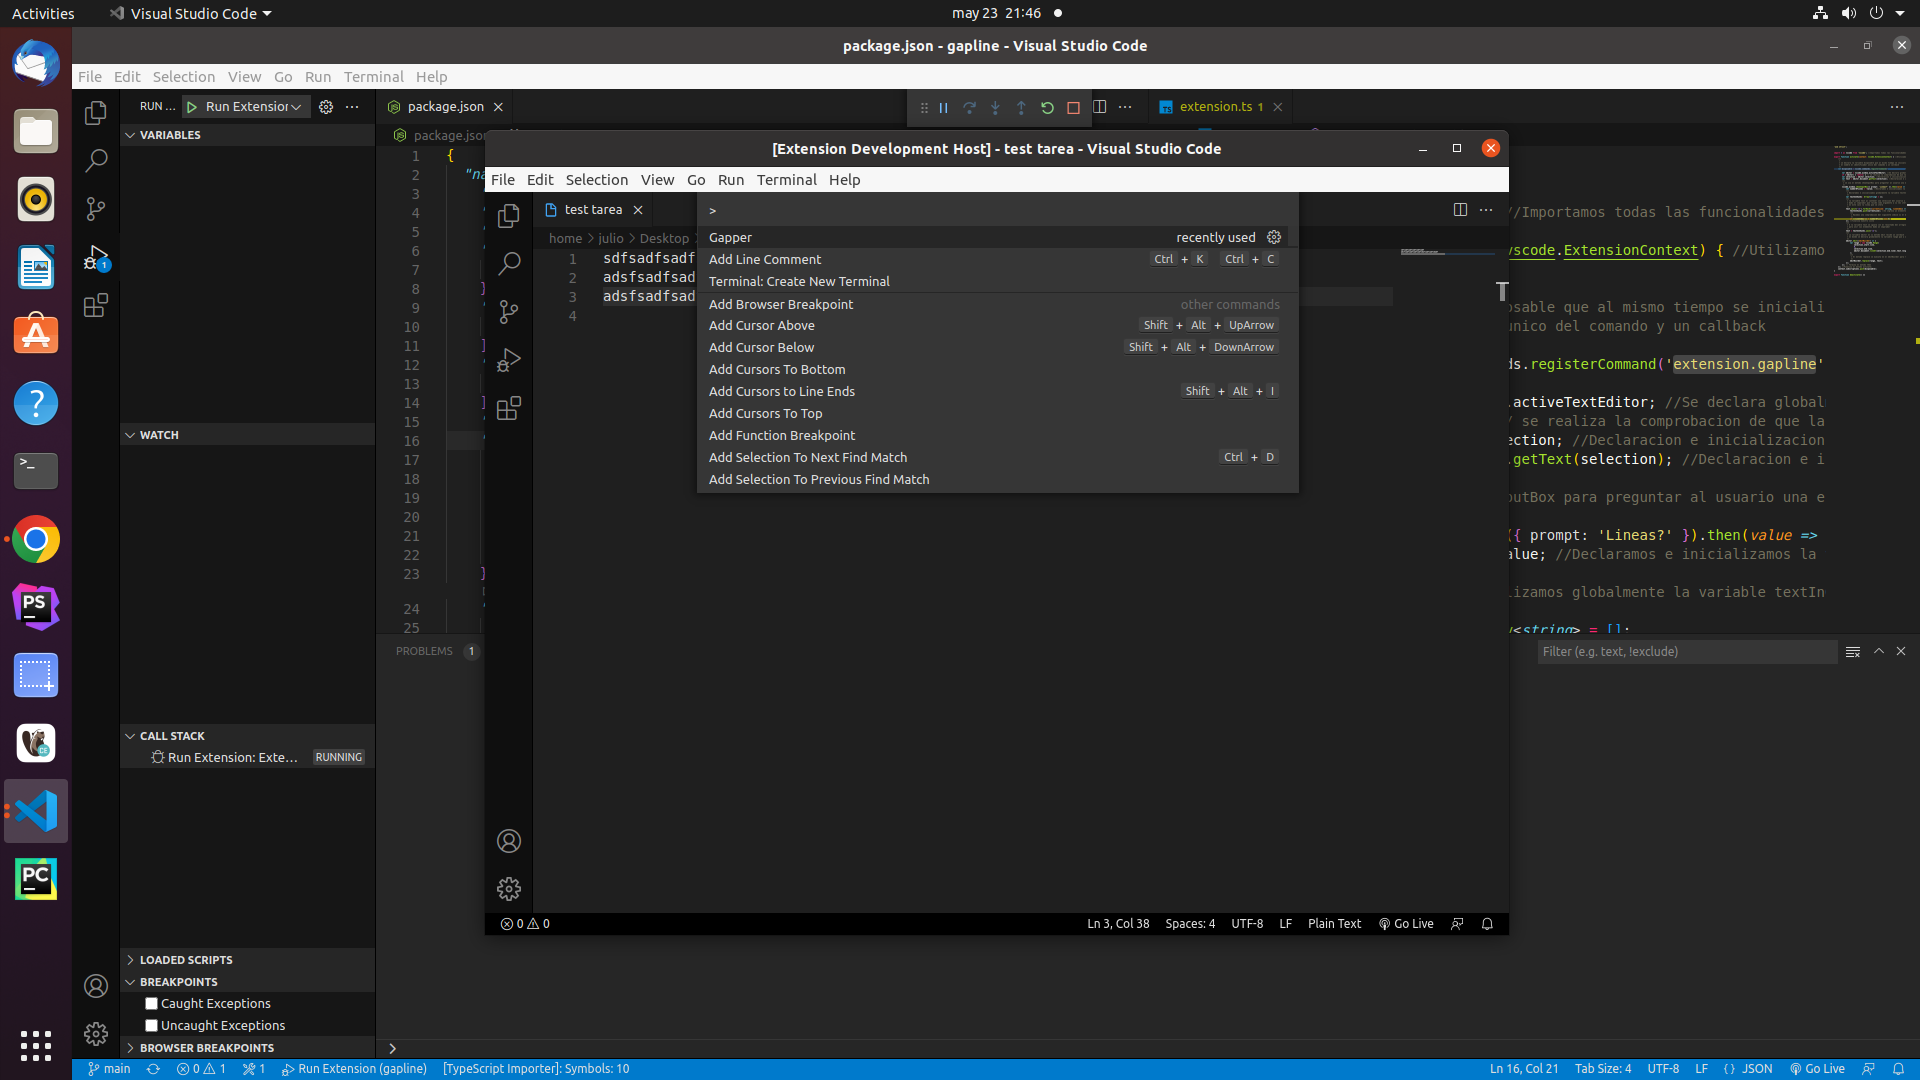 Activities
Visual Studio Code
may 23 21:46
package.json - gapline - Visual Studio Code
File Edit Selection View Go Run Terminal Help
RUN ...
Run Extension
package.json
extension.ts 1
VARIABLES
package.json
[Extension Development Host] - test tarea - Visual Studio Code
File Edit Selection View Go Run Terminal Help
test tarea
home > julio > Desktop
1 sdfsadfsadf
2 adsfsadfsad
3 adsfsadfsad
4
>
Gapper recently used
Add Line Comment Ctrl + K Ctrl + C
Terminal: Create New Terminal
Add Browser Breakpoint other commands
Add Cursor Above Shift + Alt + UpArrow
Add Cursor Below Shift + Alt + DownArrow
Add Cursors To Bottom
Add Cursors to Line Ends Shift + Alt + I
Add Cursors To Top
Add Function Breakpoint
Add Selection To Next Find Match Ctrl + D
Add Selection To Previous Find Match
1 {
2 "na
3
4
5
6
7
8 }
9
10
11 ]
12
13
14 ]
15
16
17
18
19
20
21
22
23 }
24
25
//Importamos todas las funcionalidades
vscode.ExtensionContext) { //Utilizamo
osable que al mismo tiempo se iniciali
unico del comando y un callback
ds.registerCommand('extension.gapline'
.activeTextEditor; //Se declara global
/ se realiza la comprobacion de que la
ection; //Declaracion e inicializacion
.getText(selection); //Declaracion e i
putBox para preguntar al usuario una e
({ prompt: 'Lineas?' }).then(value =>
alue; //Declaramos e inicializamos la
lizamos globalmente la variable textIn
y<string> = [];
WATCH
PROBLEMS 1
Filter (e.g. text, !exclude)
CALL STACK
Run Extension: Exte... RUNNING
0 0
Ln 3, Col 38 Spaces: 4 UTF-8 LF Plain Text Go Live
LOADED SCRIPTS
BREAKPOINTS
Caught Exceptions
Uncaught Exceptions
BROWSER BREAKPOINTS
>
main 0 1 1 Run Extension (gapline) [TypeScript Importer]: Symbols: 10
Ln 16, Col 21 Tab Size: 4 UTF-8 LF {} JSON Go Live
PS
PC